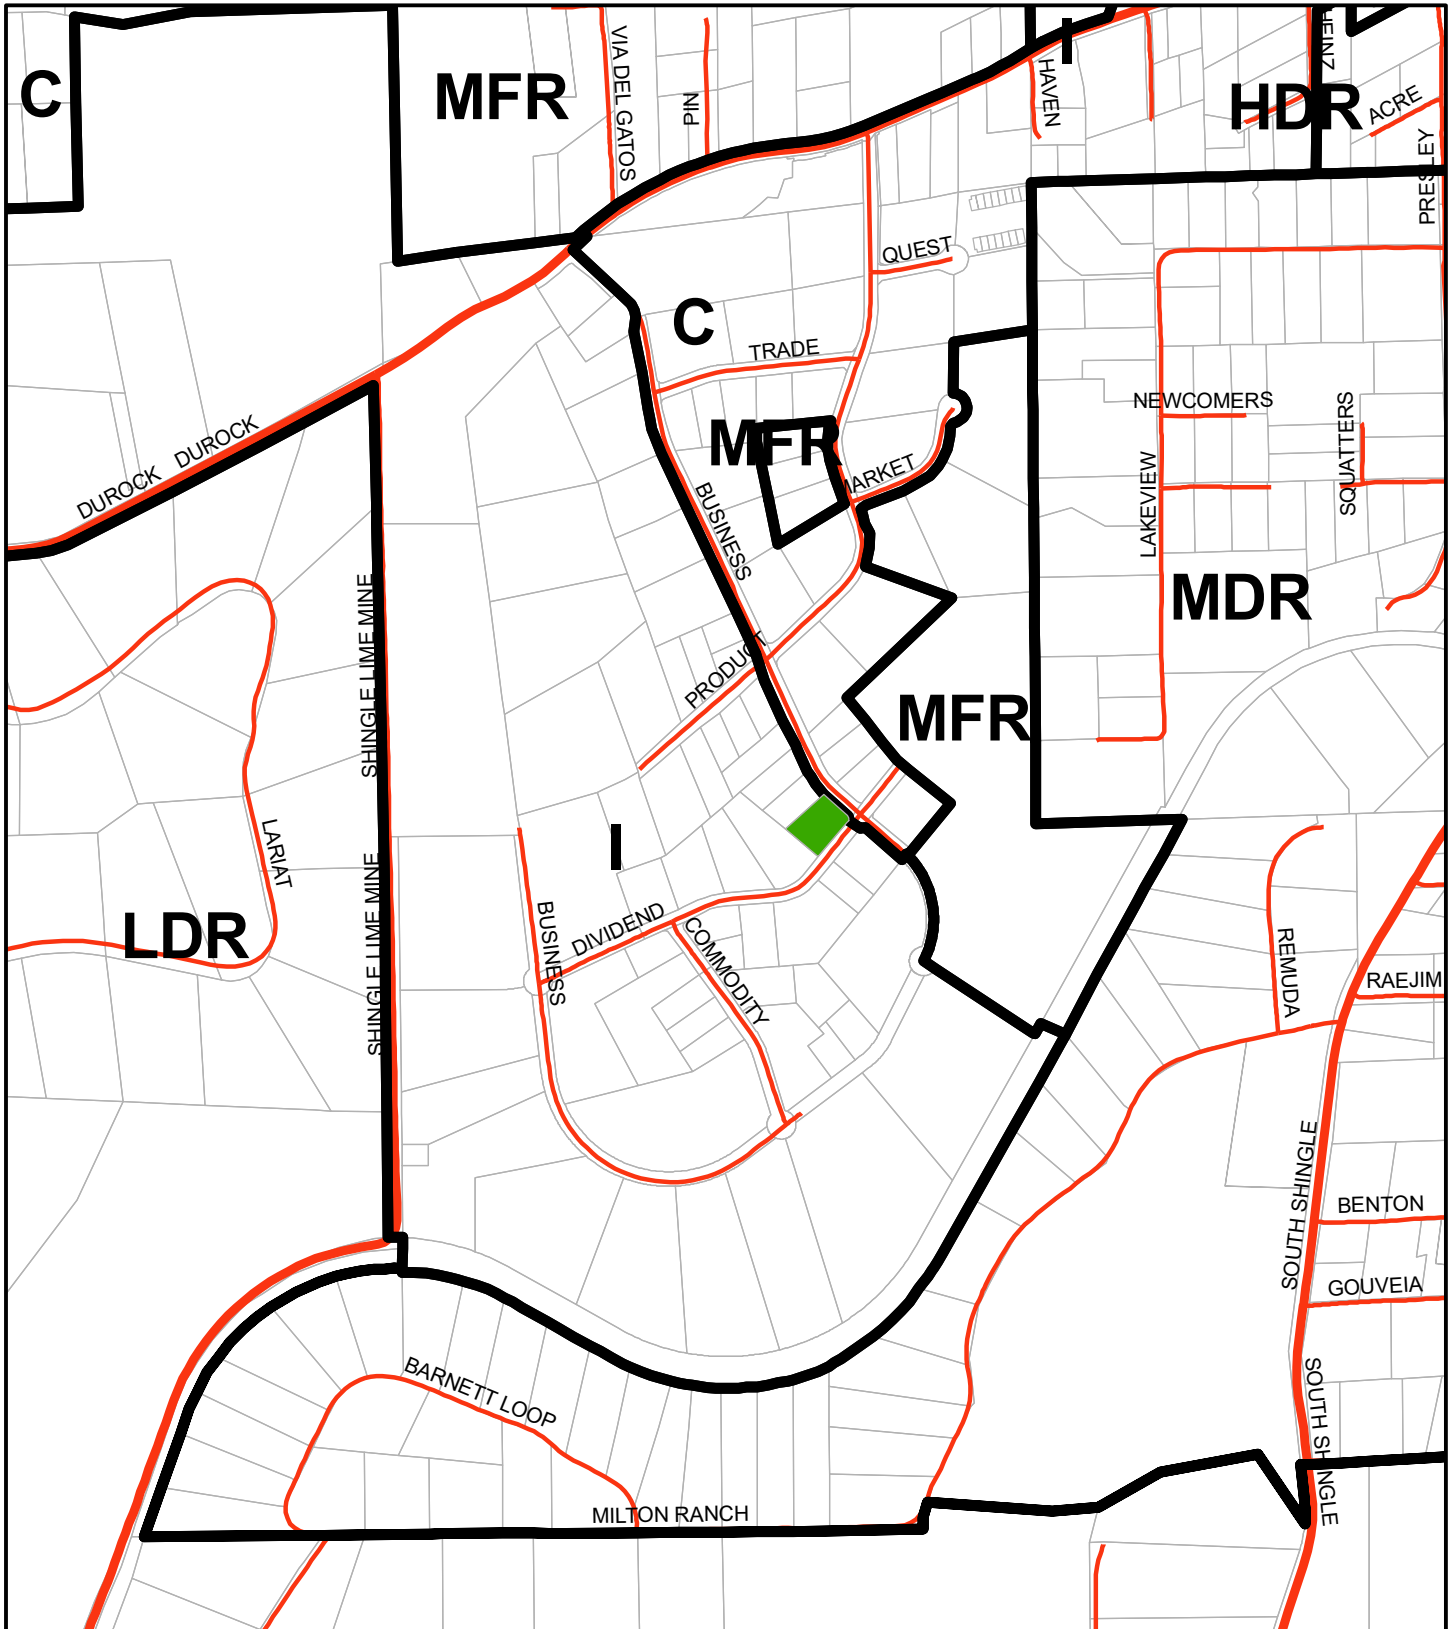 C
MFR
VIA DEL GATOS
PIN
HAVEN
I
HDR
ACRE
PRESLEY
QUEST
C
TRADE
MFR
MARKET
NEWCOMERS
SQUATTERS
LAKEVIEW
DUROCK
DUROCK
BUSINESS
MDR
SHINGLE LIME MINE
PRODUCT
MFR
LARIAT
I
SHINGLE LIME MINE
LDR
BUSINESS
DIVIDEND
COMMODITY
REMUDA
RAEJIM
SOUTH SHINGLE
BENTON
GOUVEIA
BARNETT LOOP
SOUTH SHINGLE
MILTON RANCH